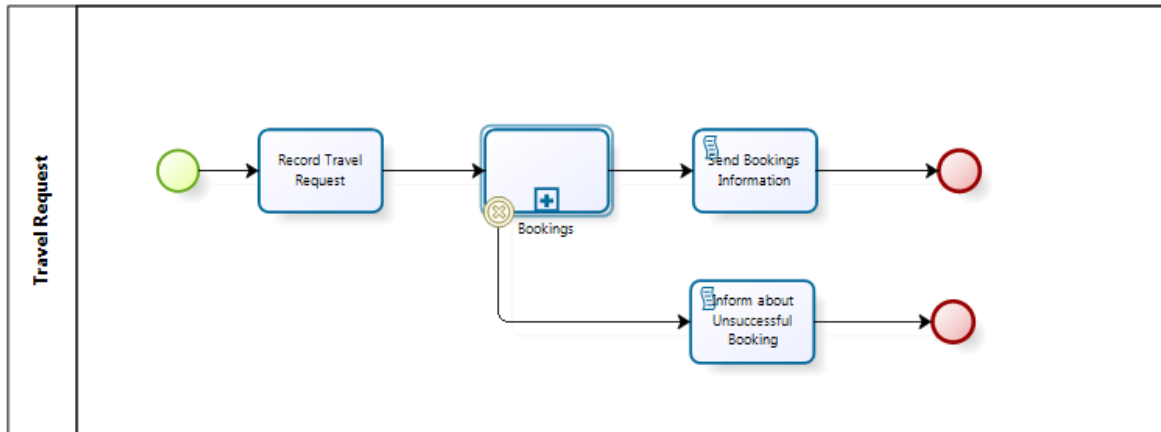 Travel Request
Record Travel
Request
Bookings
Send Bookings
Information
Inform about
Unsuccessful
Booking